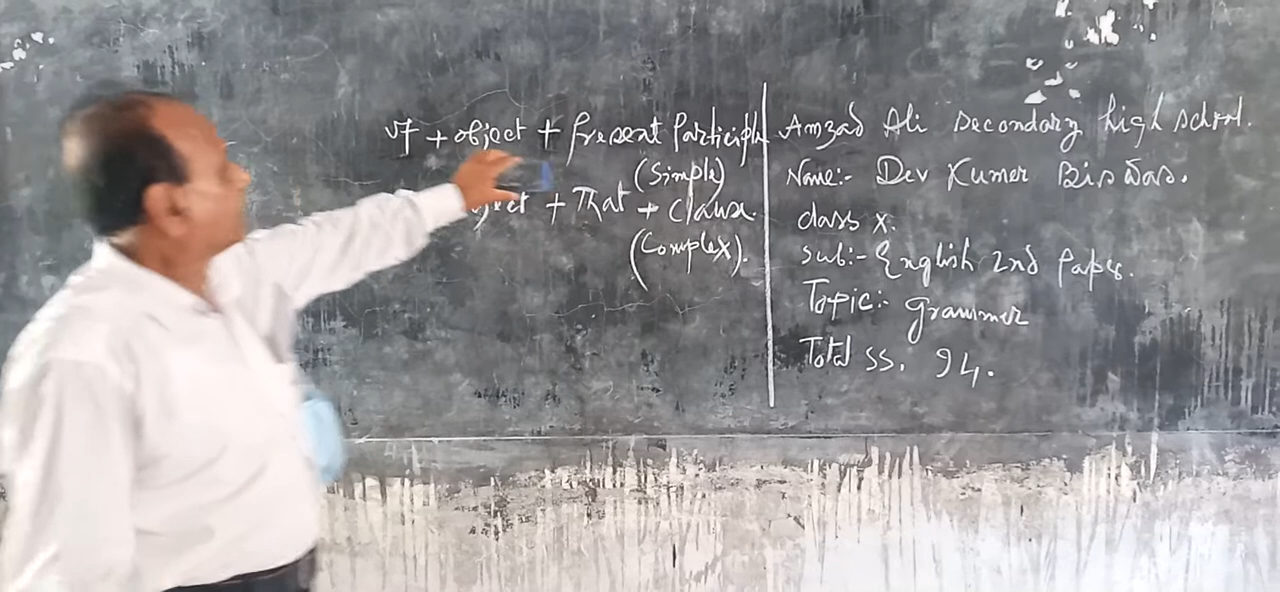 + object + Present Participle
(Simple)
+ That + Clause.
(Complex).
Amzad Ali Secondary high school.
Name:- Dev Kumer Biswas.
class X.
Sub:- English 2nd Paper.
Topic:- Grammer
Total SS. 94.